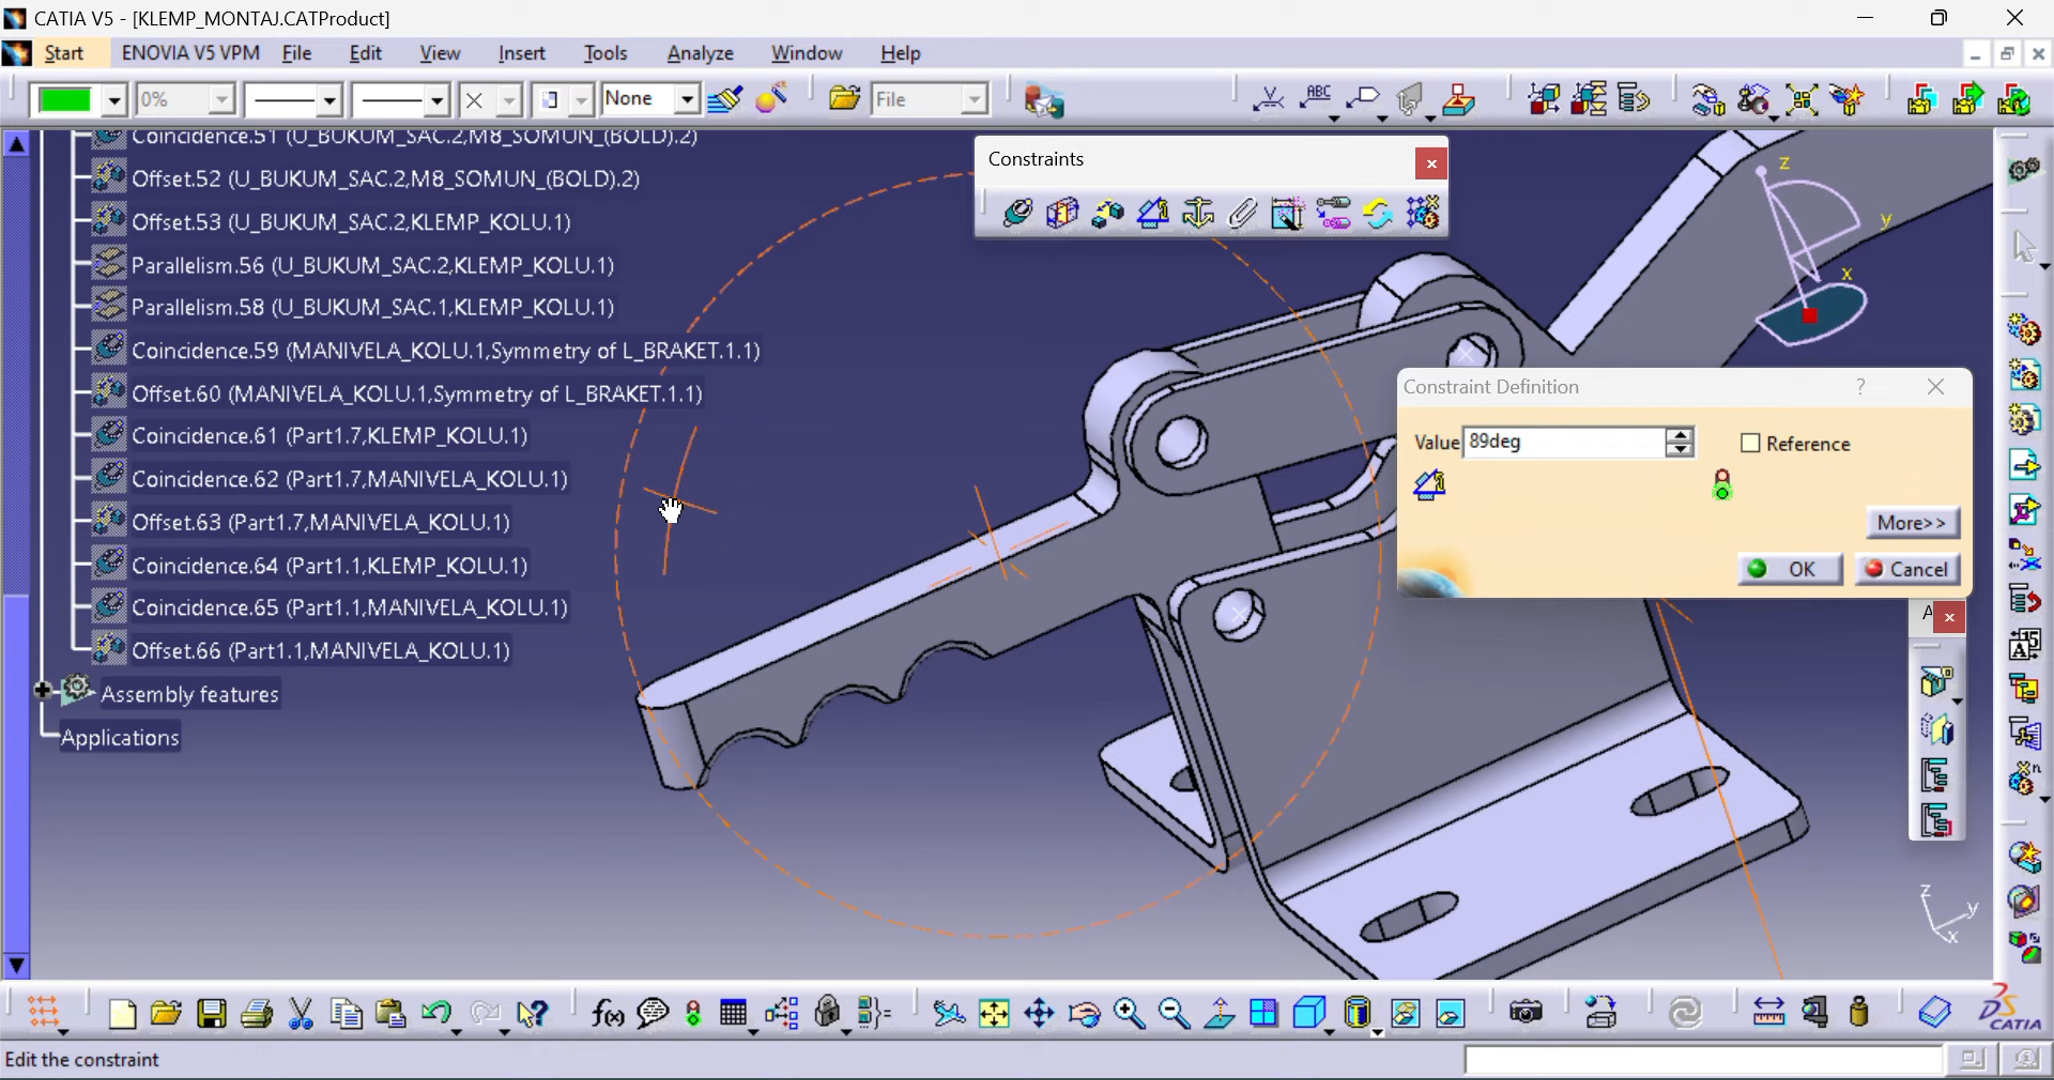 CATIA V5 - [KLEMP_MONTAJ.CATProduct]
Start ENOVIA V5 VPM File Edit View Insert Tools Analyze Window Help
0% None File
ABC
Coincidence.51 (U_BUKUM_SAC.2,M8_SOMUN_(BOLD).2)
Offset.52 (U_BUKUM_SAC.2,M8_SOMUN_(BOLD).2)
Offset.53 (U_BUKUM_SAC.2,KLEMP_KOLU.1)
Parallelism.56 (U_BUKUM_SAC.2,KLEMP_KOLU.1)
Parallelism.58 (U_BUKUM_SAC.1,KLEMP_KOLU.1)
Coincidence.59 (MANIVELA_KOLU.1,Symmetry of L_BRAKET.1.1)
Offset.60 (MANIVELA_KOLU.1,Symmetry of L_BRAKET.1.1)
Coincidence.61 (Part1.7,KLEMP_KOLU.1)
Coincidence.62 (Part1.7,MANIVELA_KOLU.1)
Offset.63 (Part1.7,MANIVELA_KOLU.1)
Coincidence.64 (Part1.1,KLEMP_KOLU.1)
Coincidence.65 (Part1.1,MANIVELA_KOLU.1)
Offset.66 (Part1.1,MANIVELA_KOLU.1)
Assembly features
Applications
Constraints
z
y
x
Constraint Definition ?
Value 89deg Reference
More>>
OK Cancel
A
z
y
x
f(x)
CATIA
Edit the constraint